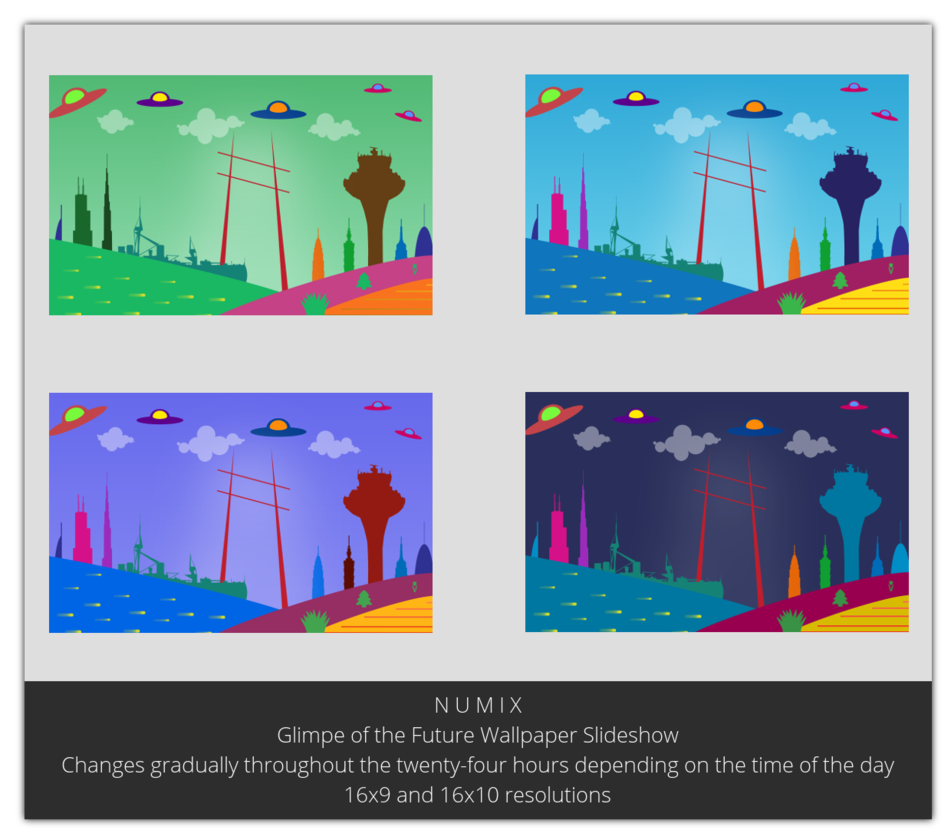 NUMIX
Glimpe of the Future Wallpaper Slideshow
Changes gradually throughout the twenty-four hours depending on the time of the day
16x9 and 16x10 resolutions